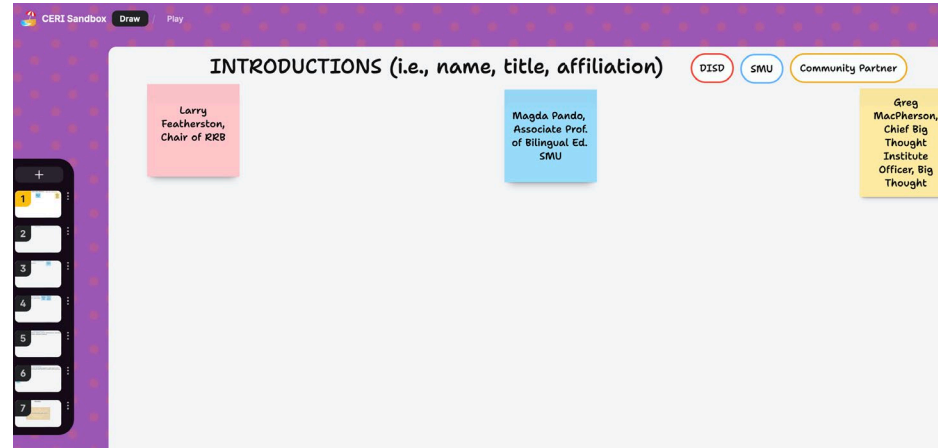 CERI Sandbox
Draw
/
Play
INTRODUCTIONS (i.e., name, title, affiliation)
DISD
SMU
Community Partner
Larry
Featherston,
Chair of RRB
Magda Pando,
Associate Prof.
of Bilingual Ed.
SMU
Greg
MacPherson,
Chief Big
Thought
Institute
Officer, Big
Thought
+
1
2
3
4
5
6
7